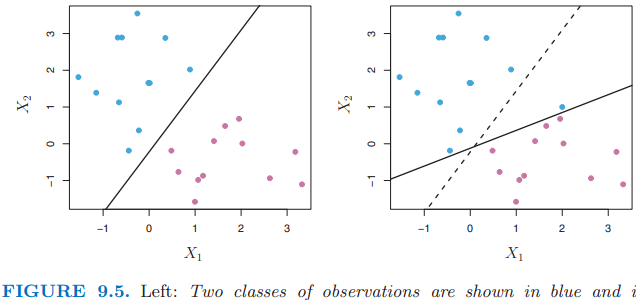 3
2
1
0
−1
X₂
−1 0 1 2 3
X₁
3
2
1
0
−1
X₂
−1 0 1 2 3
X₁
FIGURE 9.5. Left: Two classes of observations are shown in blue and i